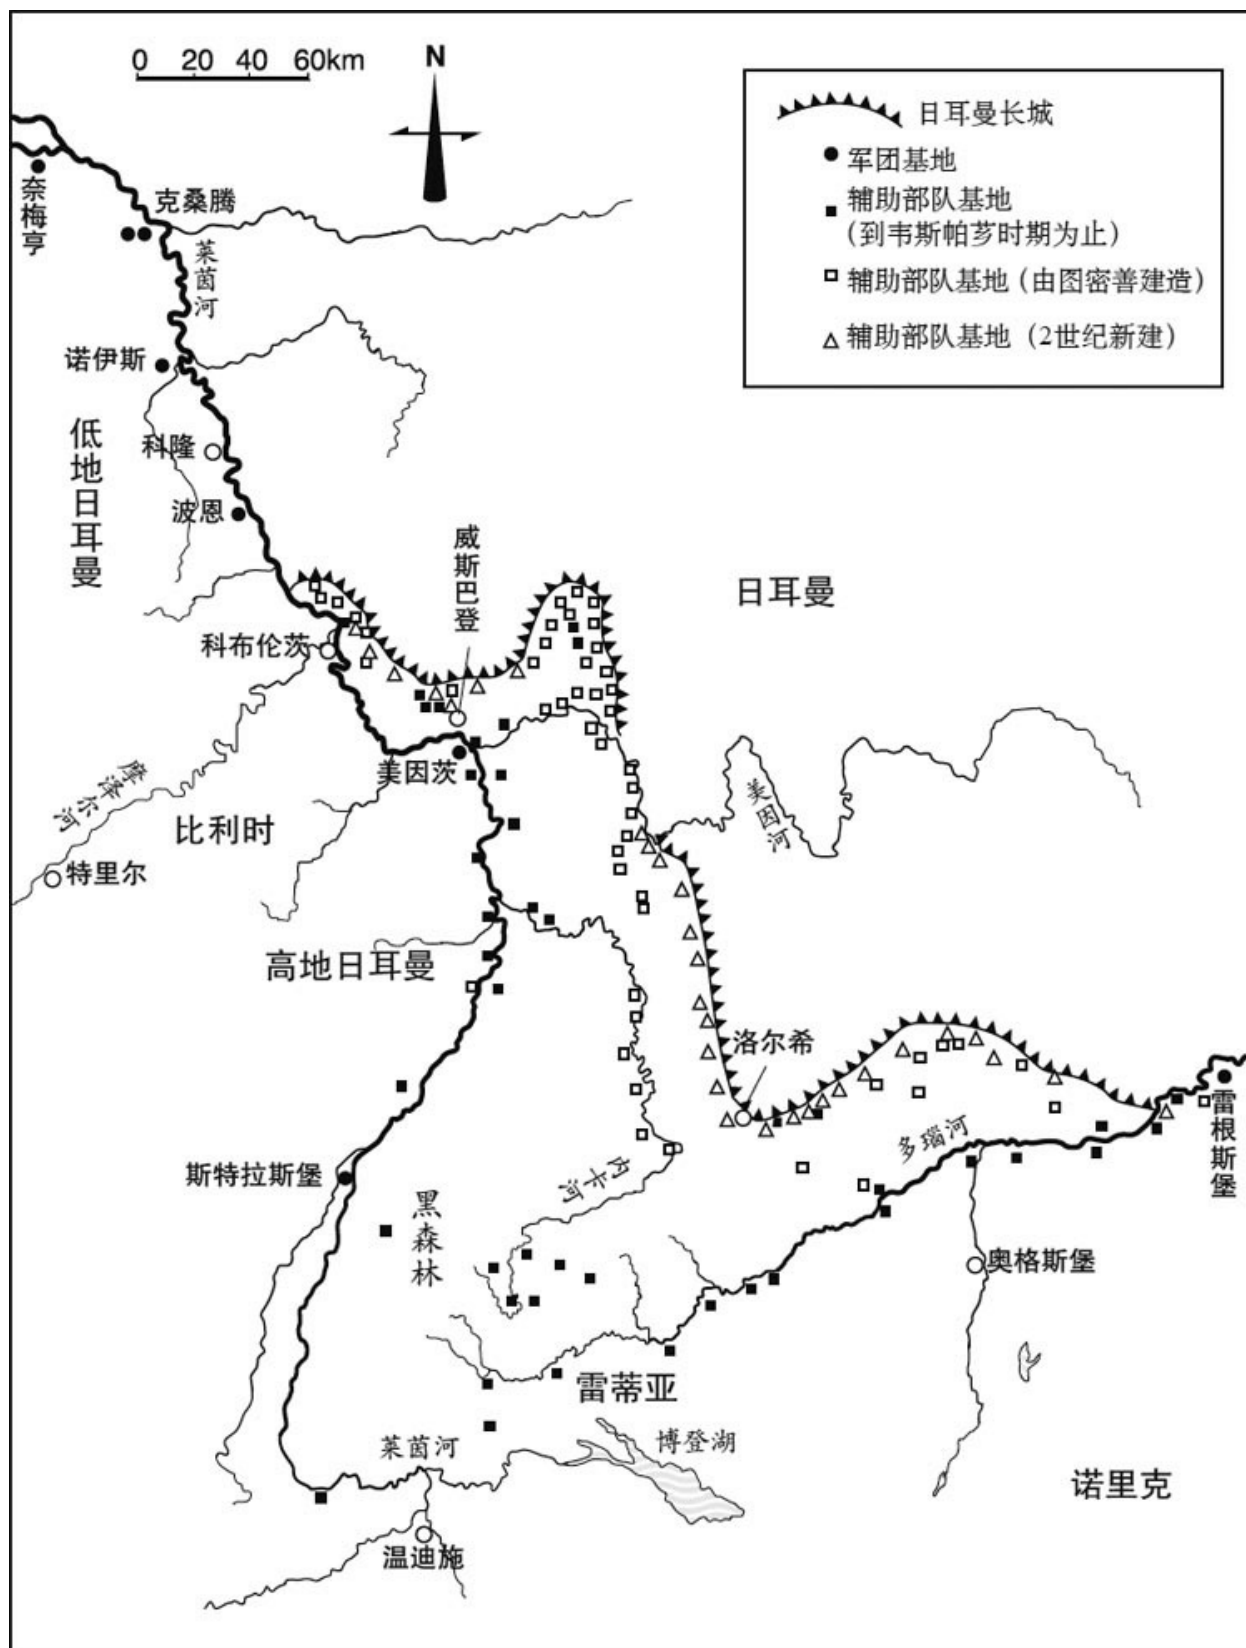 0 20 40 60km
N
日耳曼长城
军团基地
辅助部队基地
（到韦斯帕芗时期为止）
辅助部队基地（由图密善建造）
辅助部队基地（2世纪新建）
奈梅亨
克桑腾
莱茵河
诺伊斯
低地日耳曼
科隆
波恩
威斯巴登
日耳曼
科布伦茨
摩泽尔河
美因茨
美因河
比利时
特里尔
高地日耳曼
洛尔希
雷根斯堡
多瑙河
斯特拉斯堡
内卡河
黑森林
奥格斯堡
雷蒂亚
莱茵河
博登湖
诺里克
温迪施